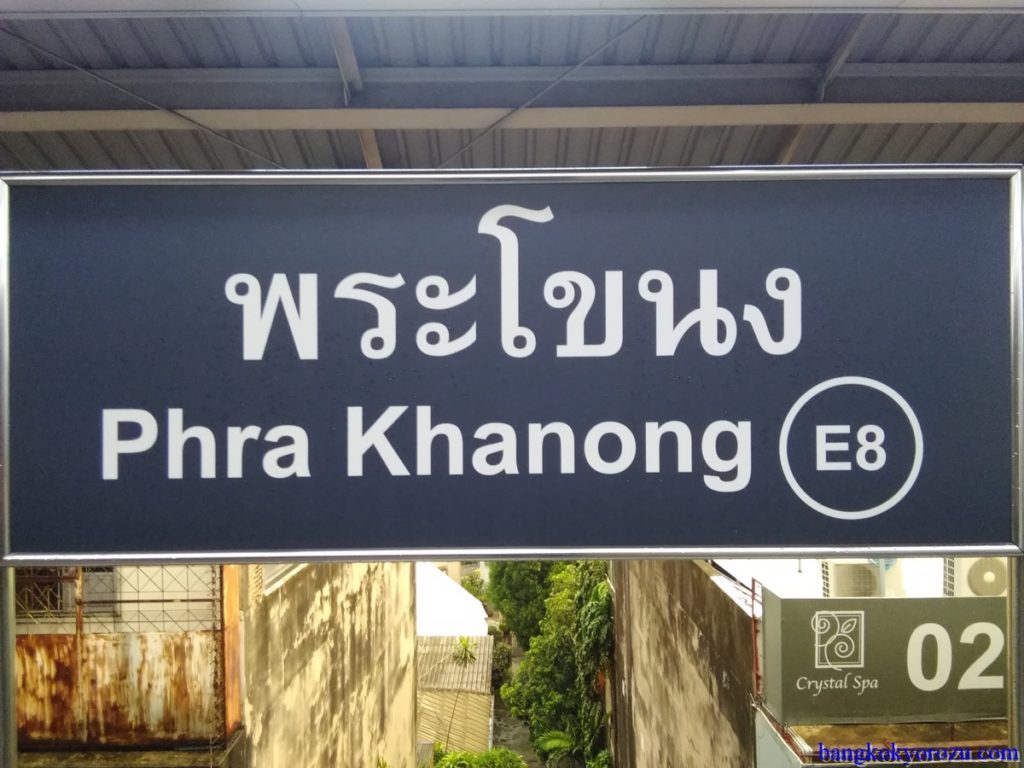 พระโขนง
Phra Khanong E8
Crystal Spa 02
bangkokyorozu.com